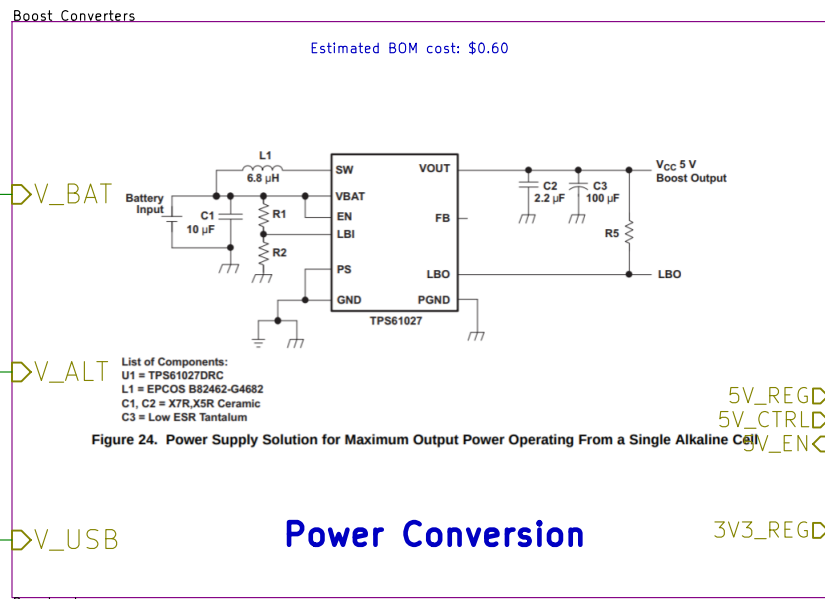 Boost Converters
Estimated BOM cost: $0.60
L1
6.8 µH
SW
VOUT
VCC 5 V
Boost Output
V_BAT
Battery
Input
C1
10 µF
R1
R2
VBAT
EN
LBI
PS
GND
FB
LBO
PGND
C2
2.2 µF
C3
100 µF
R5
LBO
TPS61027
V_ALT
List of Components:
U1 = TPS61027DRC
L1 = EPCOS B82462-G4682
C1, C2 = X7R,X5R Ceramic
C3 = Low ESR Tantalum
5V_REG
5V_CTRL
Figure 24. Power Supply Solution for Maximum Output Power Operating From a Single Alkaline Cell
5V_EN
V_USB
Power Conversion
3V3_REG